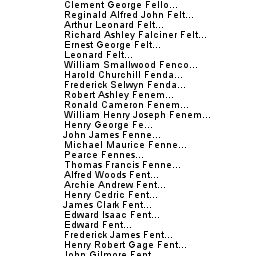 Clement George Fello...
Reginald Alfred John Felt...
Arthur Leonard Felt...
Richard Ashley Falciner Felt...
Ernest George Felt...
Leonard Felt...
William Smallwood Fenco...
Harold Churchill Fenda...
Frederick Selwyn Fenda...
Robert Ashley Fenem...
Ronald Cameron Fenem...
William Henry Joseph Fenem...
Henry George Fe...
John James Fenne...
Michael Maurice Fenne...
Pearce Fennes...
Thomas Francis Fenne...
Alfred Woods Fent...
Archie Andrew Fent...
Henry Cedric Fent...
James Clark Fent...
Edward Isaac Fent...
Edward Fent...
Frederick James Fent...
Henry Robert Gage Fent...
John Gilmore Fent...